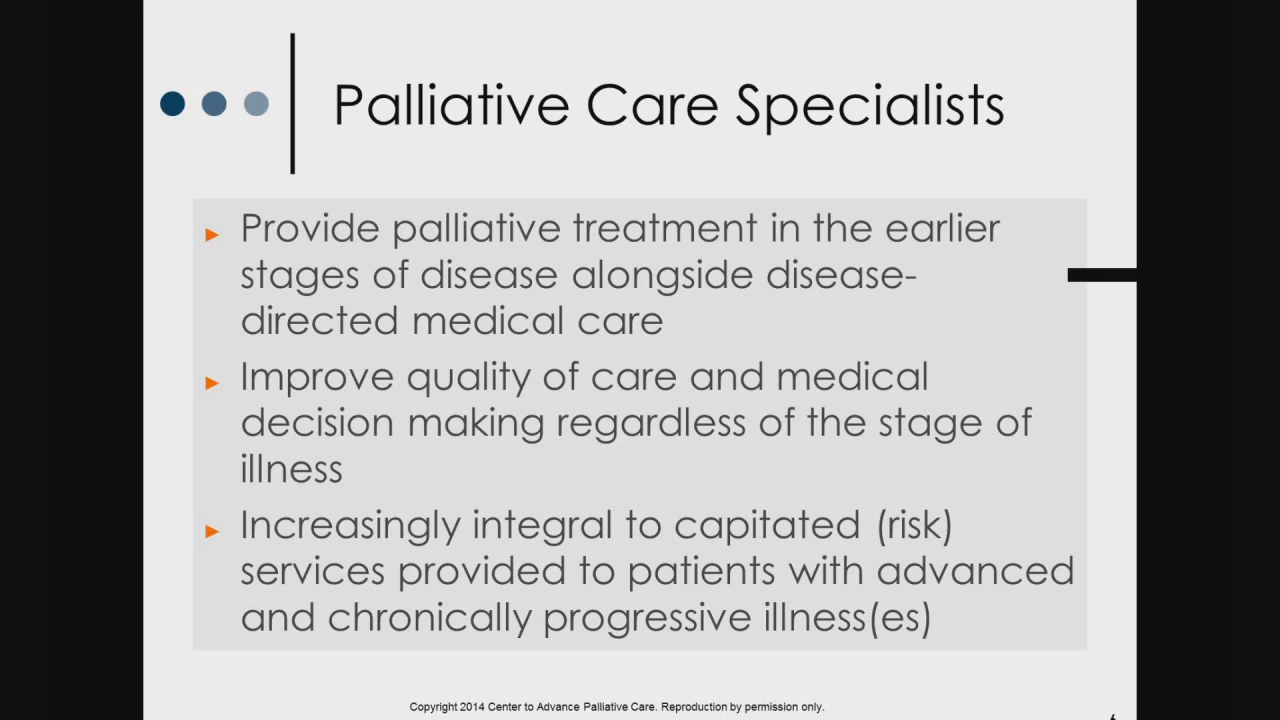 Palliative Care Specialists
Provide palliative treatment in the earlier
stages of disease alongside disease-
directed medical care
Improve quality of care and medical
decision making regardless of the stage of
illness
Increasingly integral to capitated (risk)
services provided to patients with advanced
and chronically progressive illness(es)
Copyright 2014 Center to Advance Palliative Care. Reproduction by permission only.